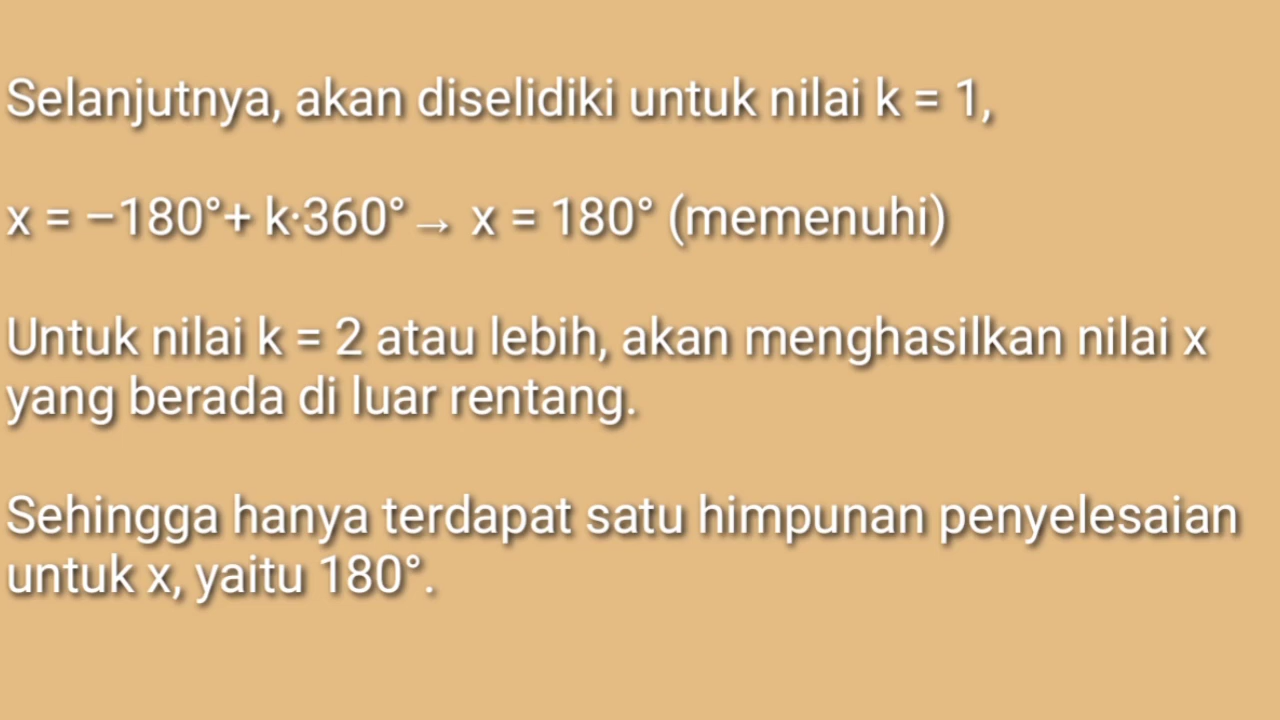 Selanjutnya, akan diselidiki untuk nilai k = 1,
x = −180°+ k·360°→ x = 180° (memenuhi)
Untuk nilai k = 2 atau lebih, akan menghasilkan nilai x
yang berada di luar rentang.
Sehingga hanya terdapat satu himpunan penyelesaian
untuk x, yaitu 180°.